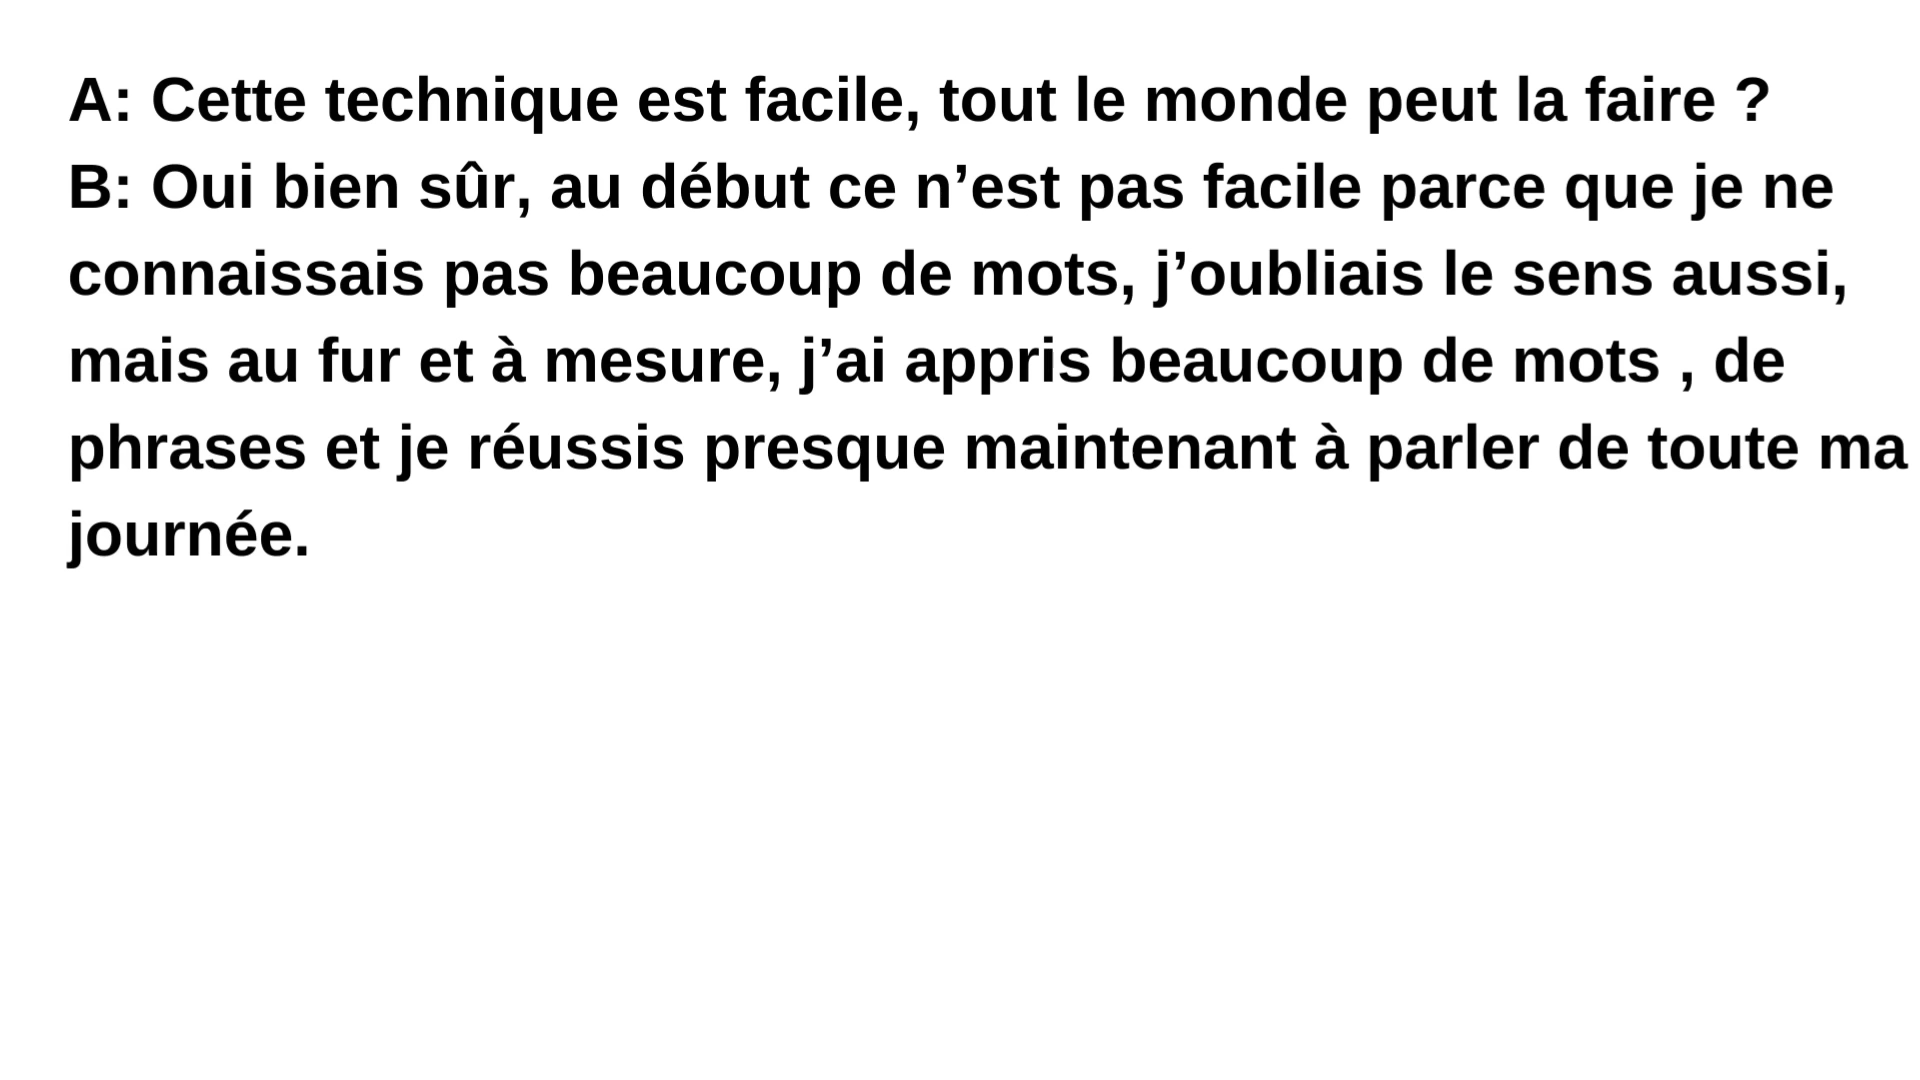 A: Cette technique est facile, tout le monde peut la faire ?
B: Oui bien sûr, au début ce n’est pas facile parce que je ne
connaissais pas beaucoup de mots, j’oubliais le sens aussi,
mais au fur et à mesure, j’ai appris beaucoup de mots , de
phrases et je réussis presque maintenant à parler de toute ma
journée.